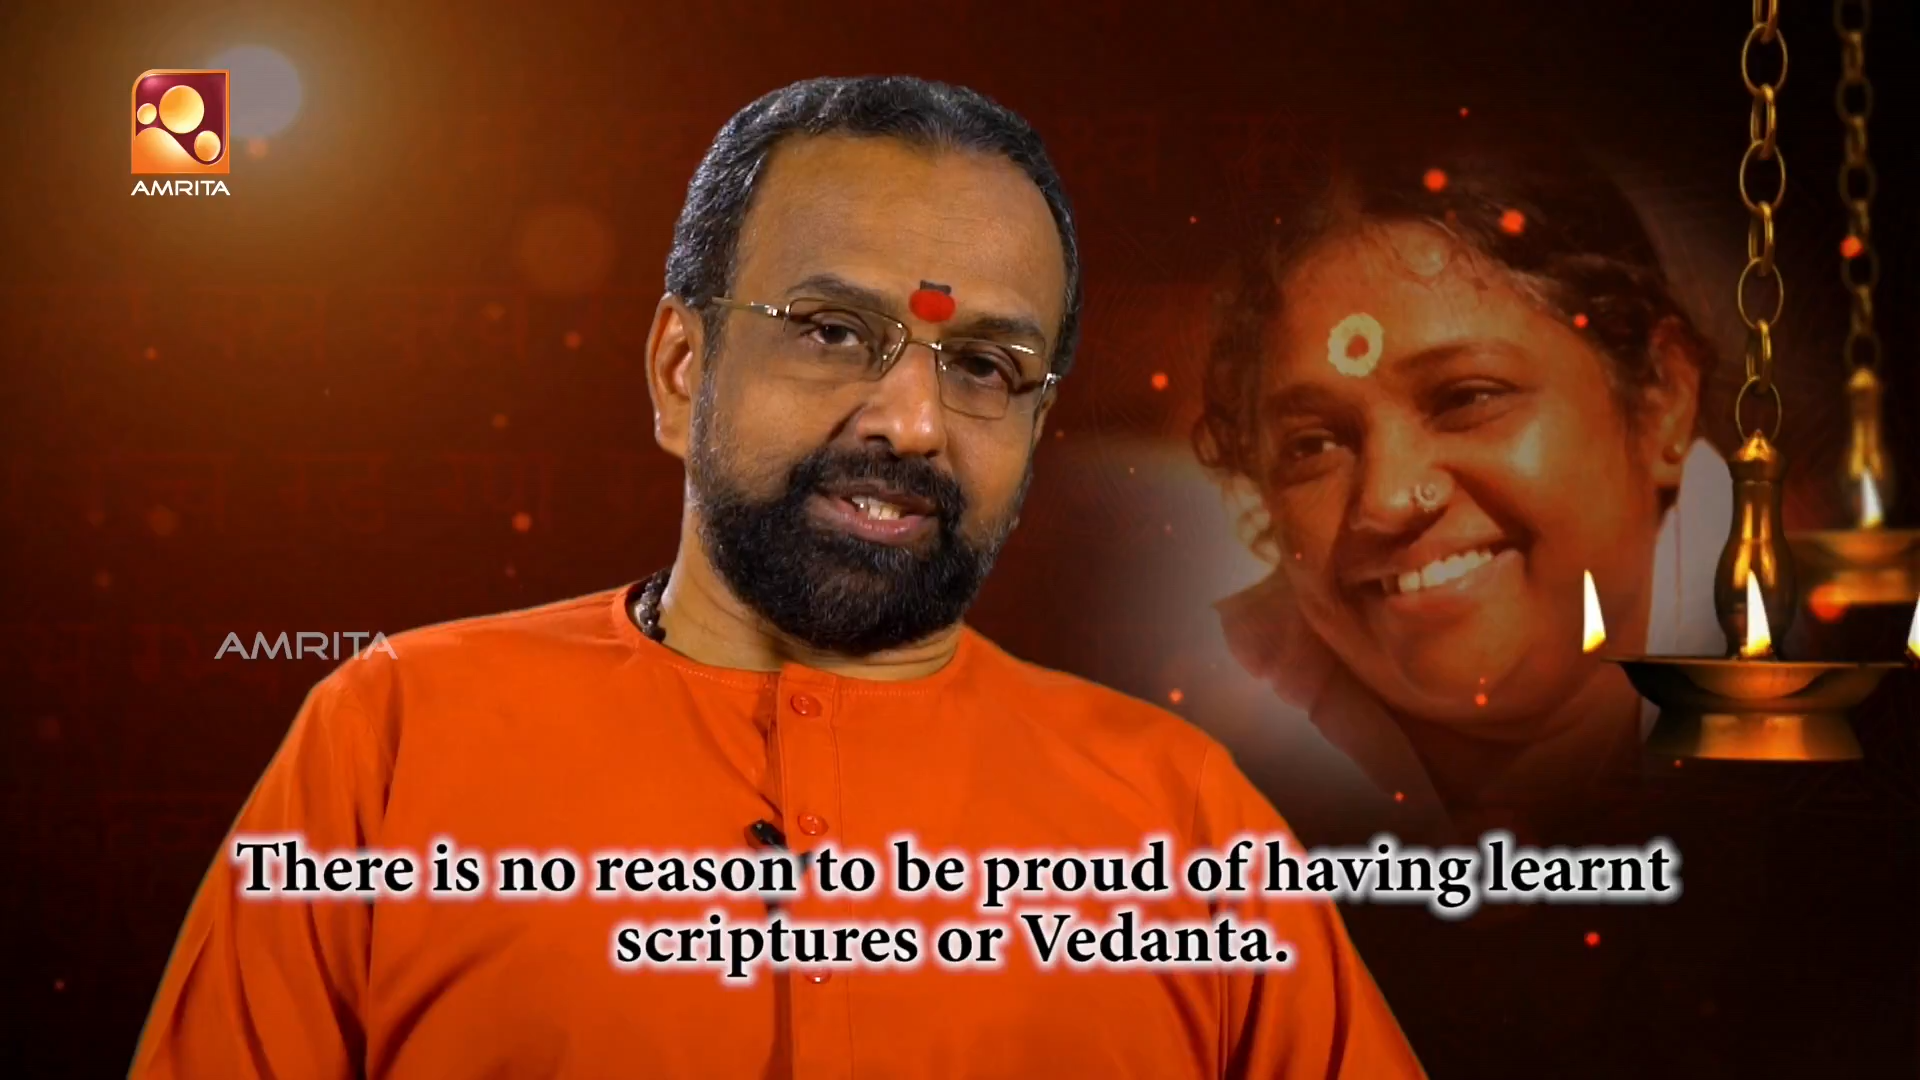 AMRITA
AMRITA
There is no reason to be proud of having learnt
scriptures or Vedanta.